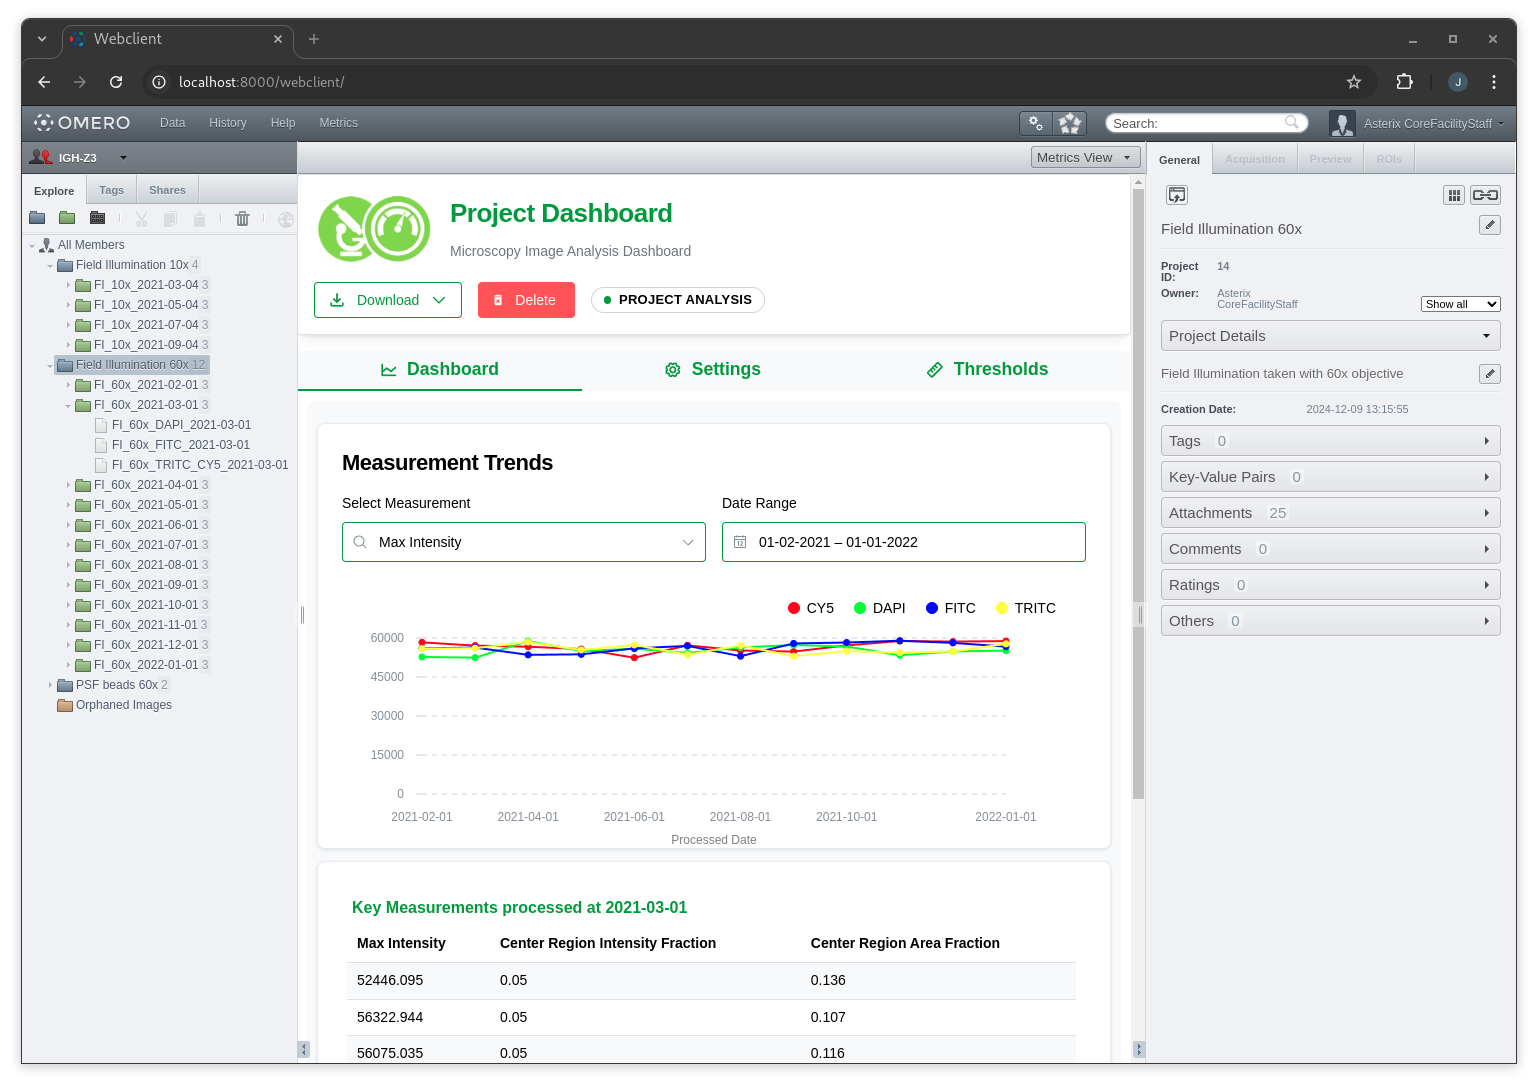 Webclient
localhost:8000/webclient/
J
OMERO Data History Help Metrics Search: Asterix CoreFacilityStaff
IGH-Z3
Metrics View
Explore Tags Shares
All Members
Field Illumination 10x 4
FI_10x_2021-03-04 3
FI_10x_2021-05-04 3
FI_10x_2021-07-04 3
FI_10x_2021-09-04 3
Field Illumination 60x 12
FI_60x_2021-02-01 3
FI_60x_2021-03-01 3
FI_60x_DAPI_2021-03-01
FI_60x_FITC_2021-03-01
FI_60x_TRITC_CY5_2021-03-01
FI_60x_2021-04-01 3
FI_60x_2021-05-01 3
FI_60x_2021-06-01 3
FI_60x_2021-07-01 3
FI_60x_2021-08-01 3
FI_60x_2021-09-01 3
FI_60x_2021-10-01 3
FI_60x_2021-11-01 3
FI_60x_2021-12-01 3
FI_60x_2022-01-01 3
PSF beads 60x 2
Orphaned Images
Project Dashboard
Microscopy Image Analysis Dashboard
Download Delete PROJECT ANALYSIS
Dashboard Settings Thresholds
Measurement Trends
Select Measurement Date Range
Max Intensity 01-02-2021 – 01-01-2022
12
CY5 DAPI FITC TRITC
60000
45000
30000
15000
0
2021-02-01 2021-04-01 2021-06-01 2021-08-01 2021-10-01 2022-01-01
Processed Date
Key Measurements processed at 2021-03-01
Max Intensity Center Region Intensity Fraction Center Region Area Fraction
52446.095 0.05 0.136
56322.944 0.05 0.107
56075.035 0.05 0.116
General Acquisition Preview ROIs
Field Illumination 60x
Project ID: 14
Owner: Asterix CoreFacilityStaff
Show all
Project Details
Field Illumination taken with 60x objective
Creation Date: 2024-12-09 13:15:55
Tags 0
Key-Value Pairs 0
Attachments 25
Comments 0
Ratings 0
Others 0